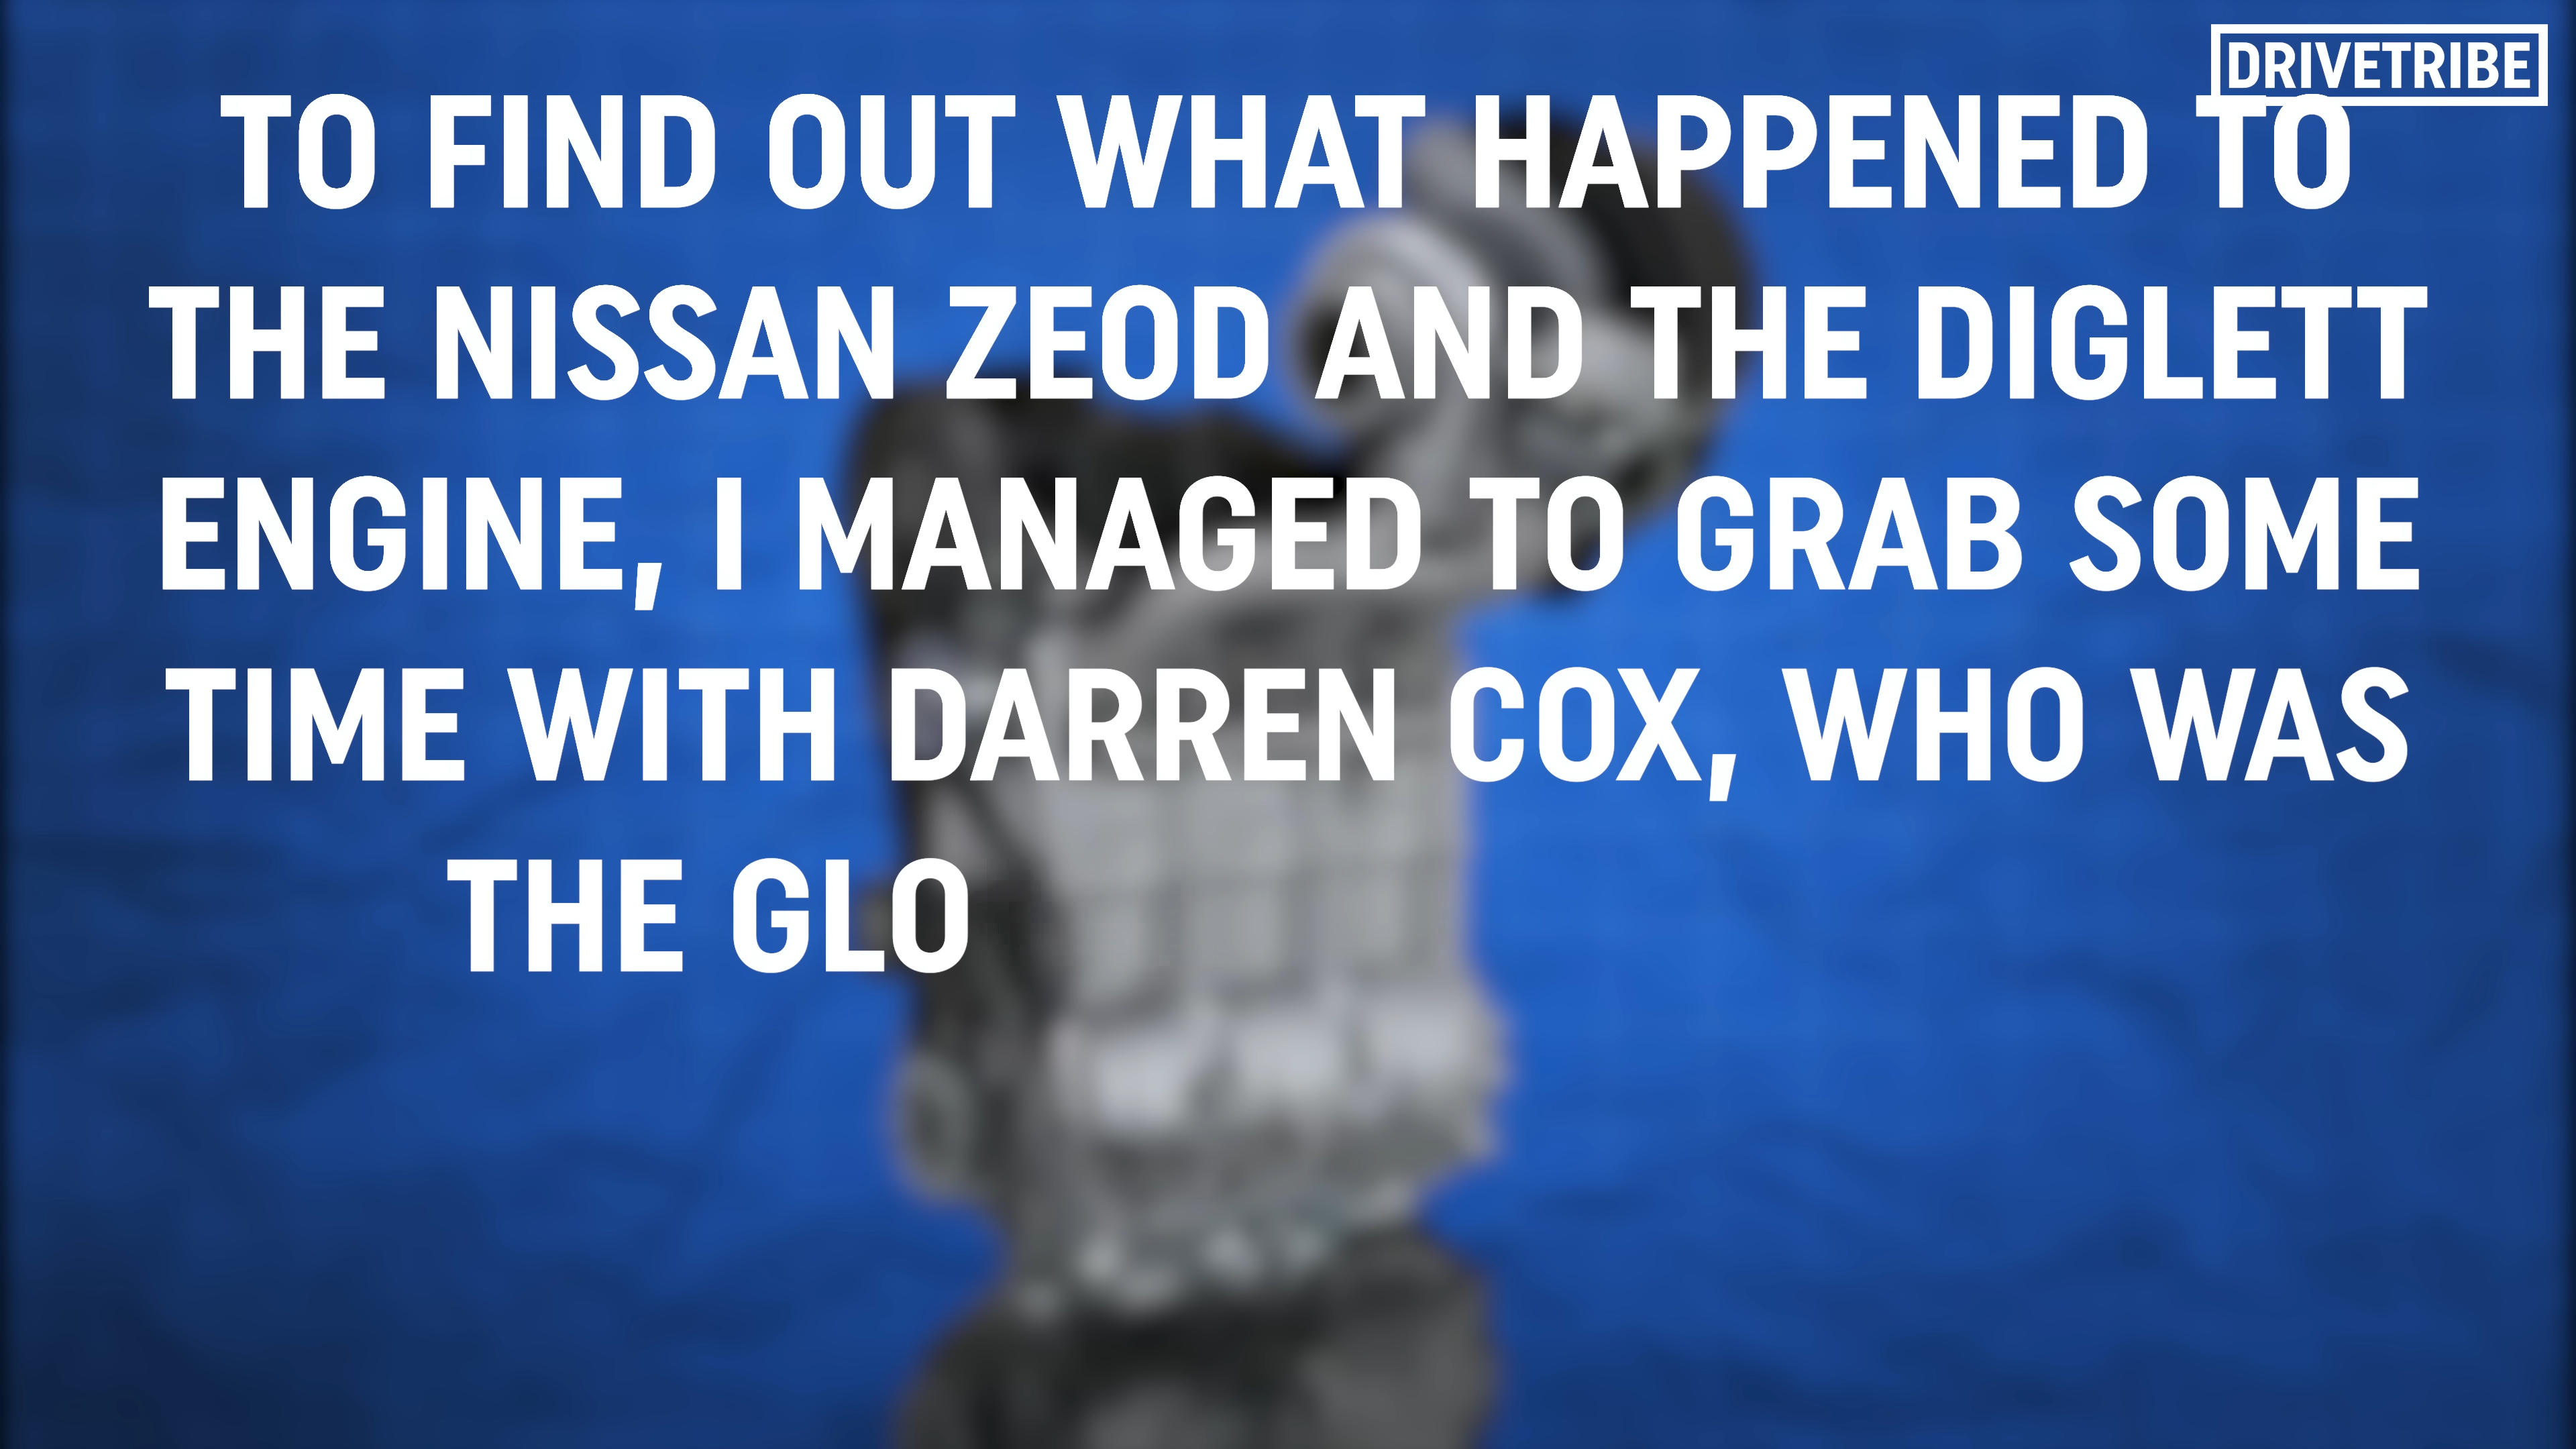 DRIVETRIBE
TO FIND OUT WHAT HAPPENED TO
THE NISSAN ZEOD AND THE DIGLETT
ENGINE, I MANAGED TO GRAB SOME
TIME WITH DARREN COX, WHO WAS
THE GLO